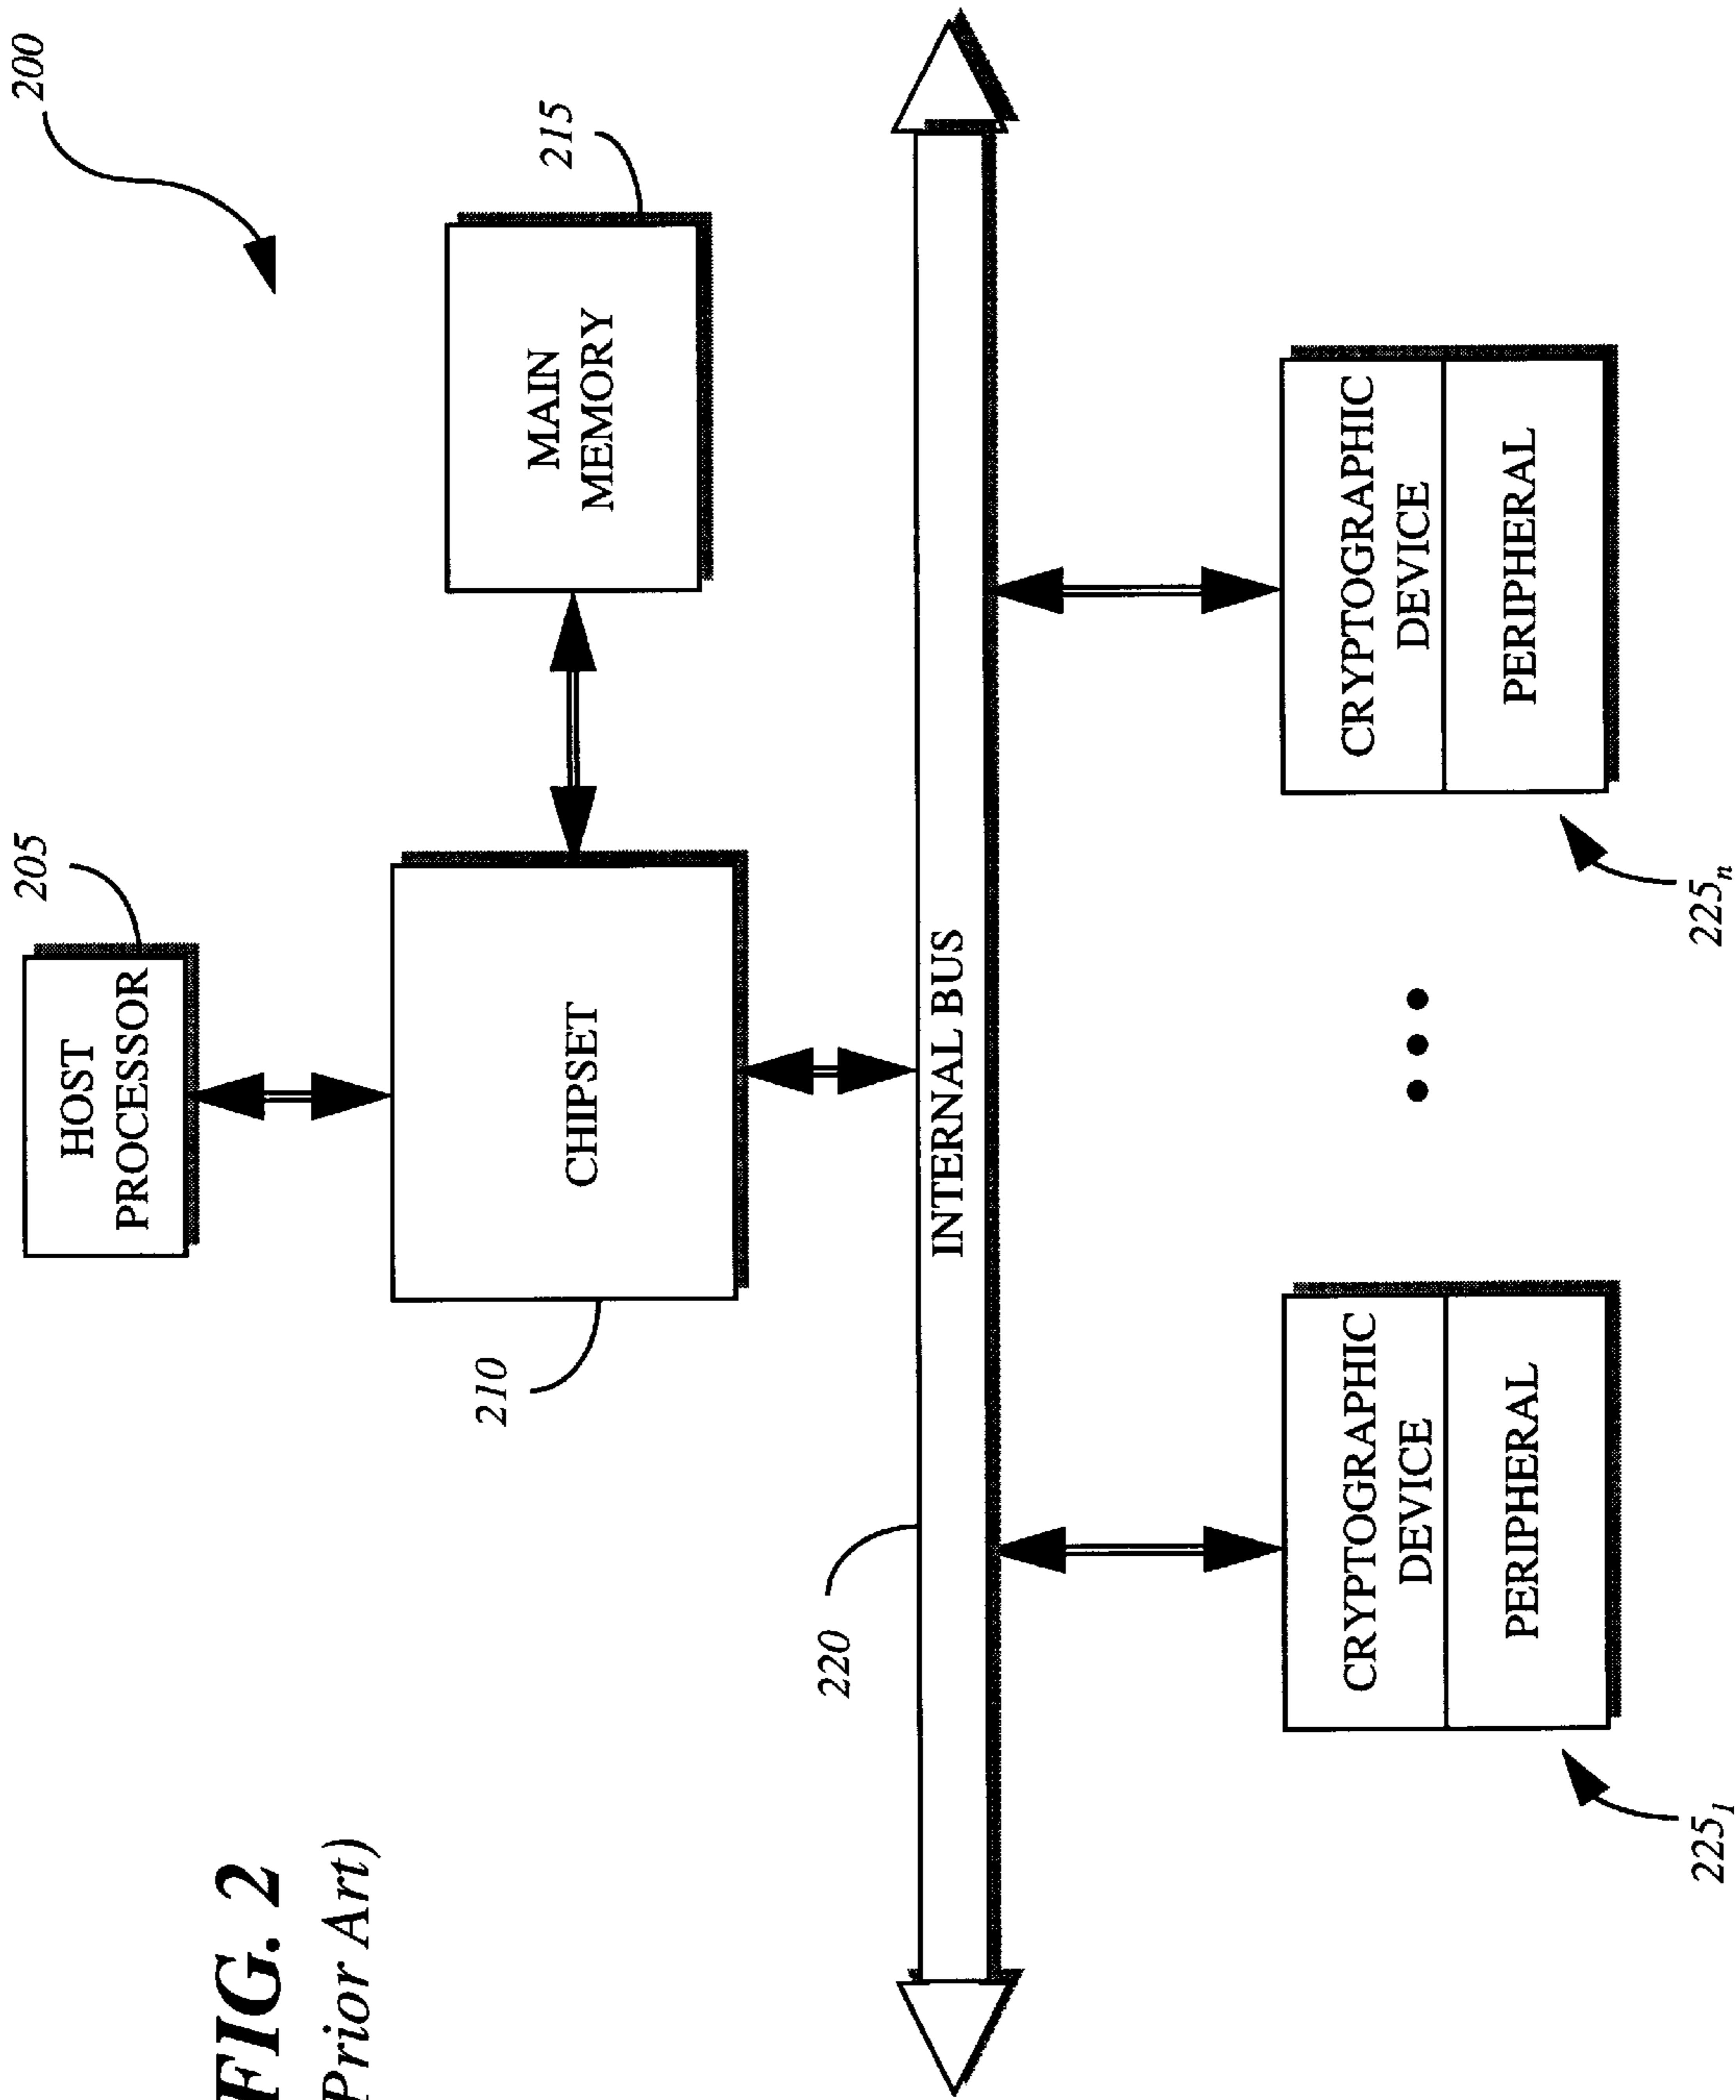 FIG. 2
Prior Art)
200
205
HOST
PROCESSOR
215
MAIN
MEMORY
210
CHIPSET
220
INTERNAL BUS
CRYPTOGRAPHIC
DEVICE
PERIPHERAL
225₁
• • •
CRYPTOGRAPHIC
DEVICE
PERIPHERAL
225ₙ